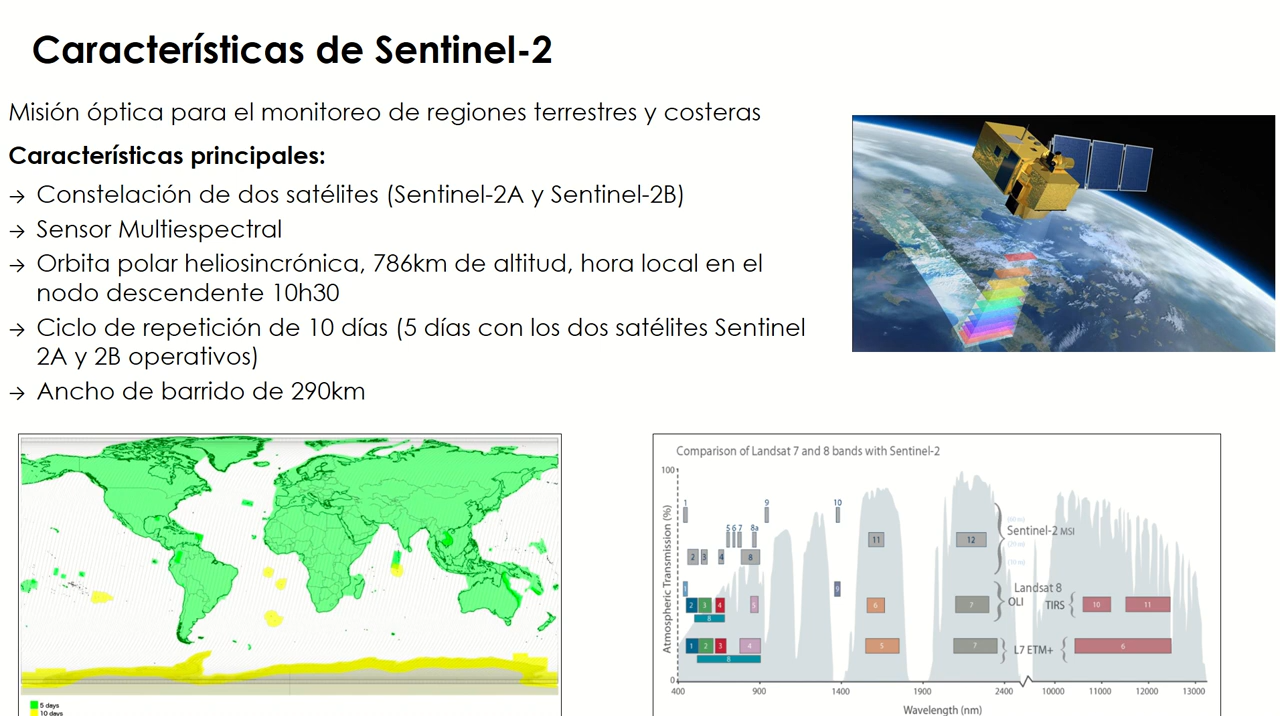 Características de Sentinel-2
Misión óptica para el monitoreo de regiones terrestres y costeras
Características principales:
→ Constelación de dos satélites (Sentinel-2A y Sentinel-2B)
→ Sensor Multiespectral
→ Orbita polar heliosincrónica, 786km de altitud, hora local en el
nodo descendente 10h30
→ Ciclo de repetición de 10 días (5 días con los dos satélites Sentinel
2A y 2B operativos)
→ Ancho de barrido de 290km
5 days
10 days
Comparison of Landsat 7 and 8 bands with Sentinel-2
Atmospheric Transmission (%)
100
0
1 9 10
5 6 7 8a
11 12
2 3 4 8
Sentinel-2 MSI
1 9
Landsat 8
2 3 4 5 6 7
OLI TIRS 10 11
8
1 2 3 4 5 7
L7 ETM+ 6
8
400 900 1400 1900 2400 10000 11000 12000 13000
Wavelength (nm)